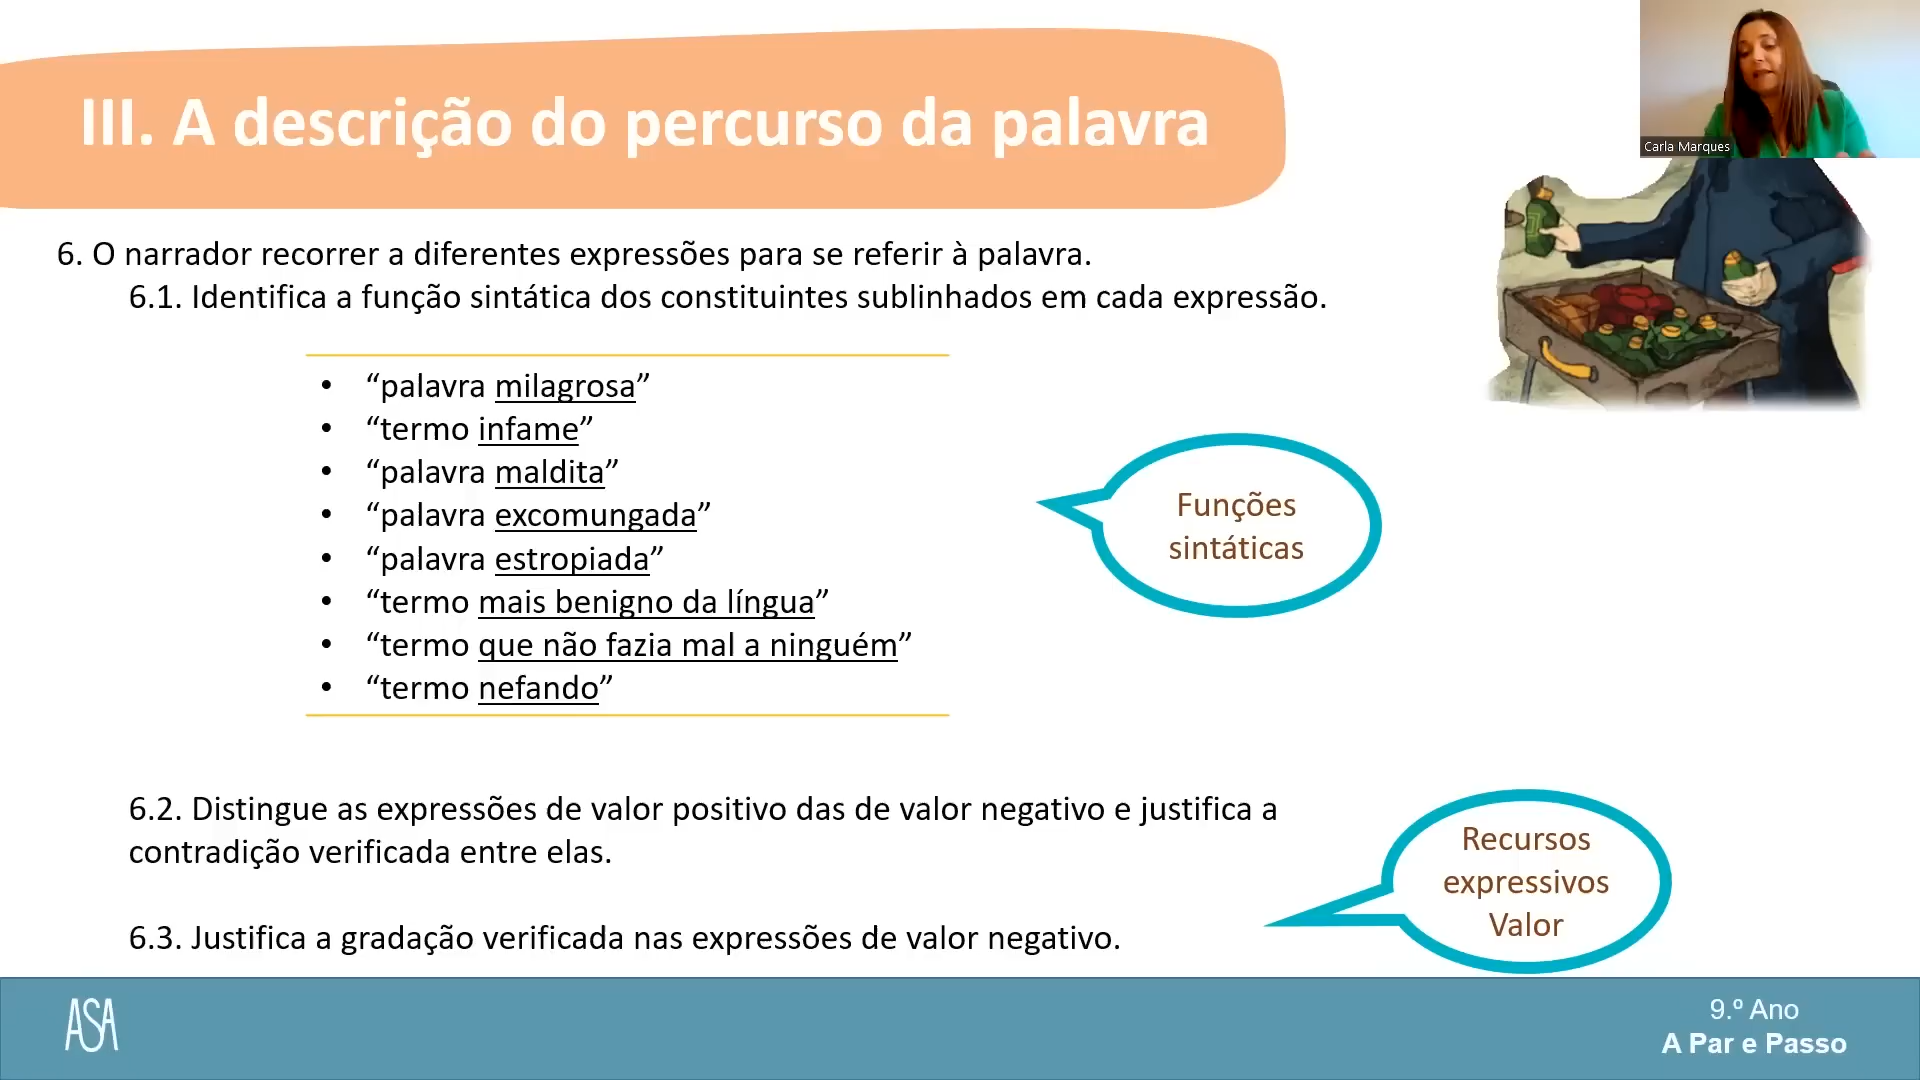 III. A descrição do percurso da palavra
Carla Marques
6. O narrador recorrer a diferentes expressões para se referir à palavra.
6.1. Identifica a função sintática dos constituintes sublinhados em cada expressão.
• “palavra milagrosa”
• “termo infame”
• “palavra maldita”
• “palavra excomungada”
• “palavra estropiada”
• “termo mais benigno da língua”
• “termo que não fazia mal a ninguém”
• “termo nefando”
Funções
sintáticas
6.2. Distingue as expressões de valor positivo das de valor negativo e justifica a
contradição verificada entre elas.
6.3. Justifica a gradação verificada nas expressões de valor negativo.
Recursos
expressivos
Valor
ASA
9.º Ano
A Par e Passo